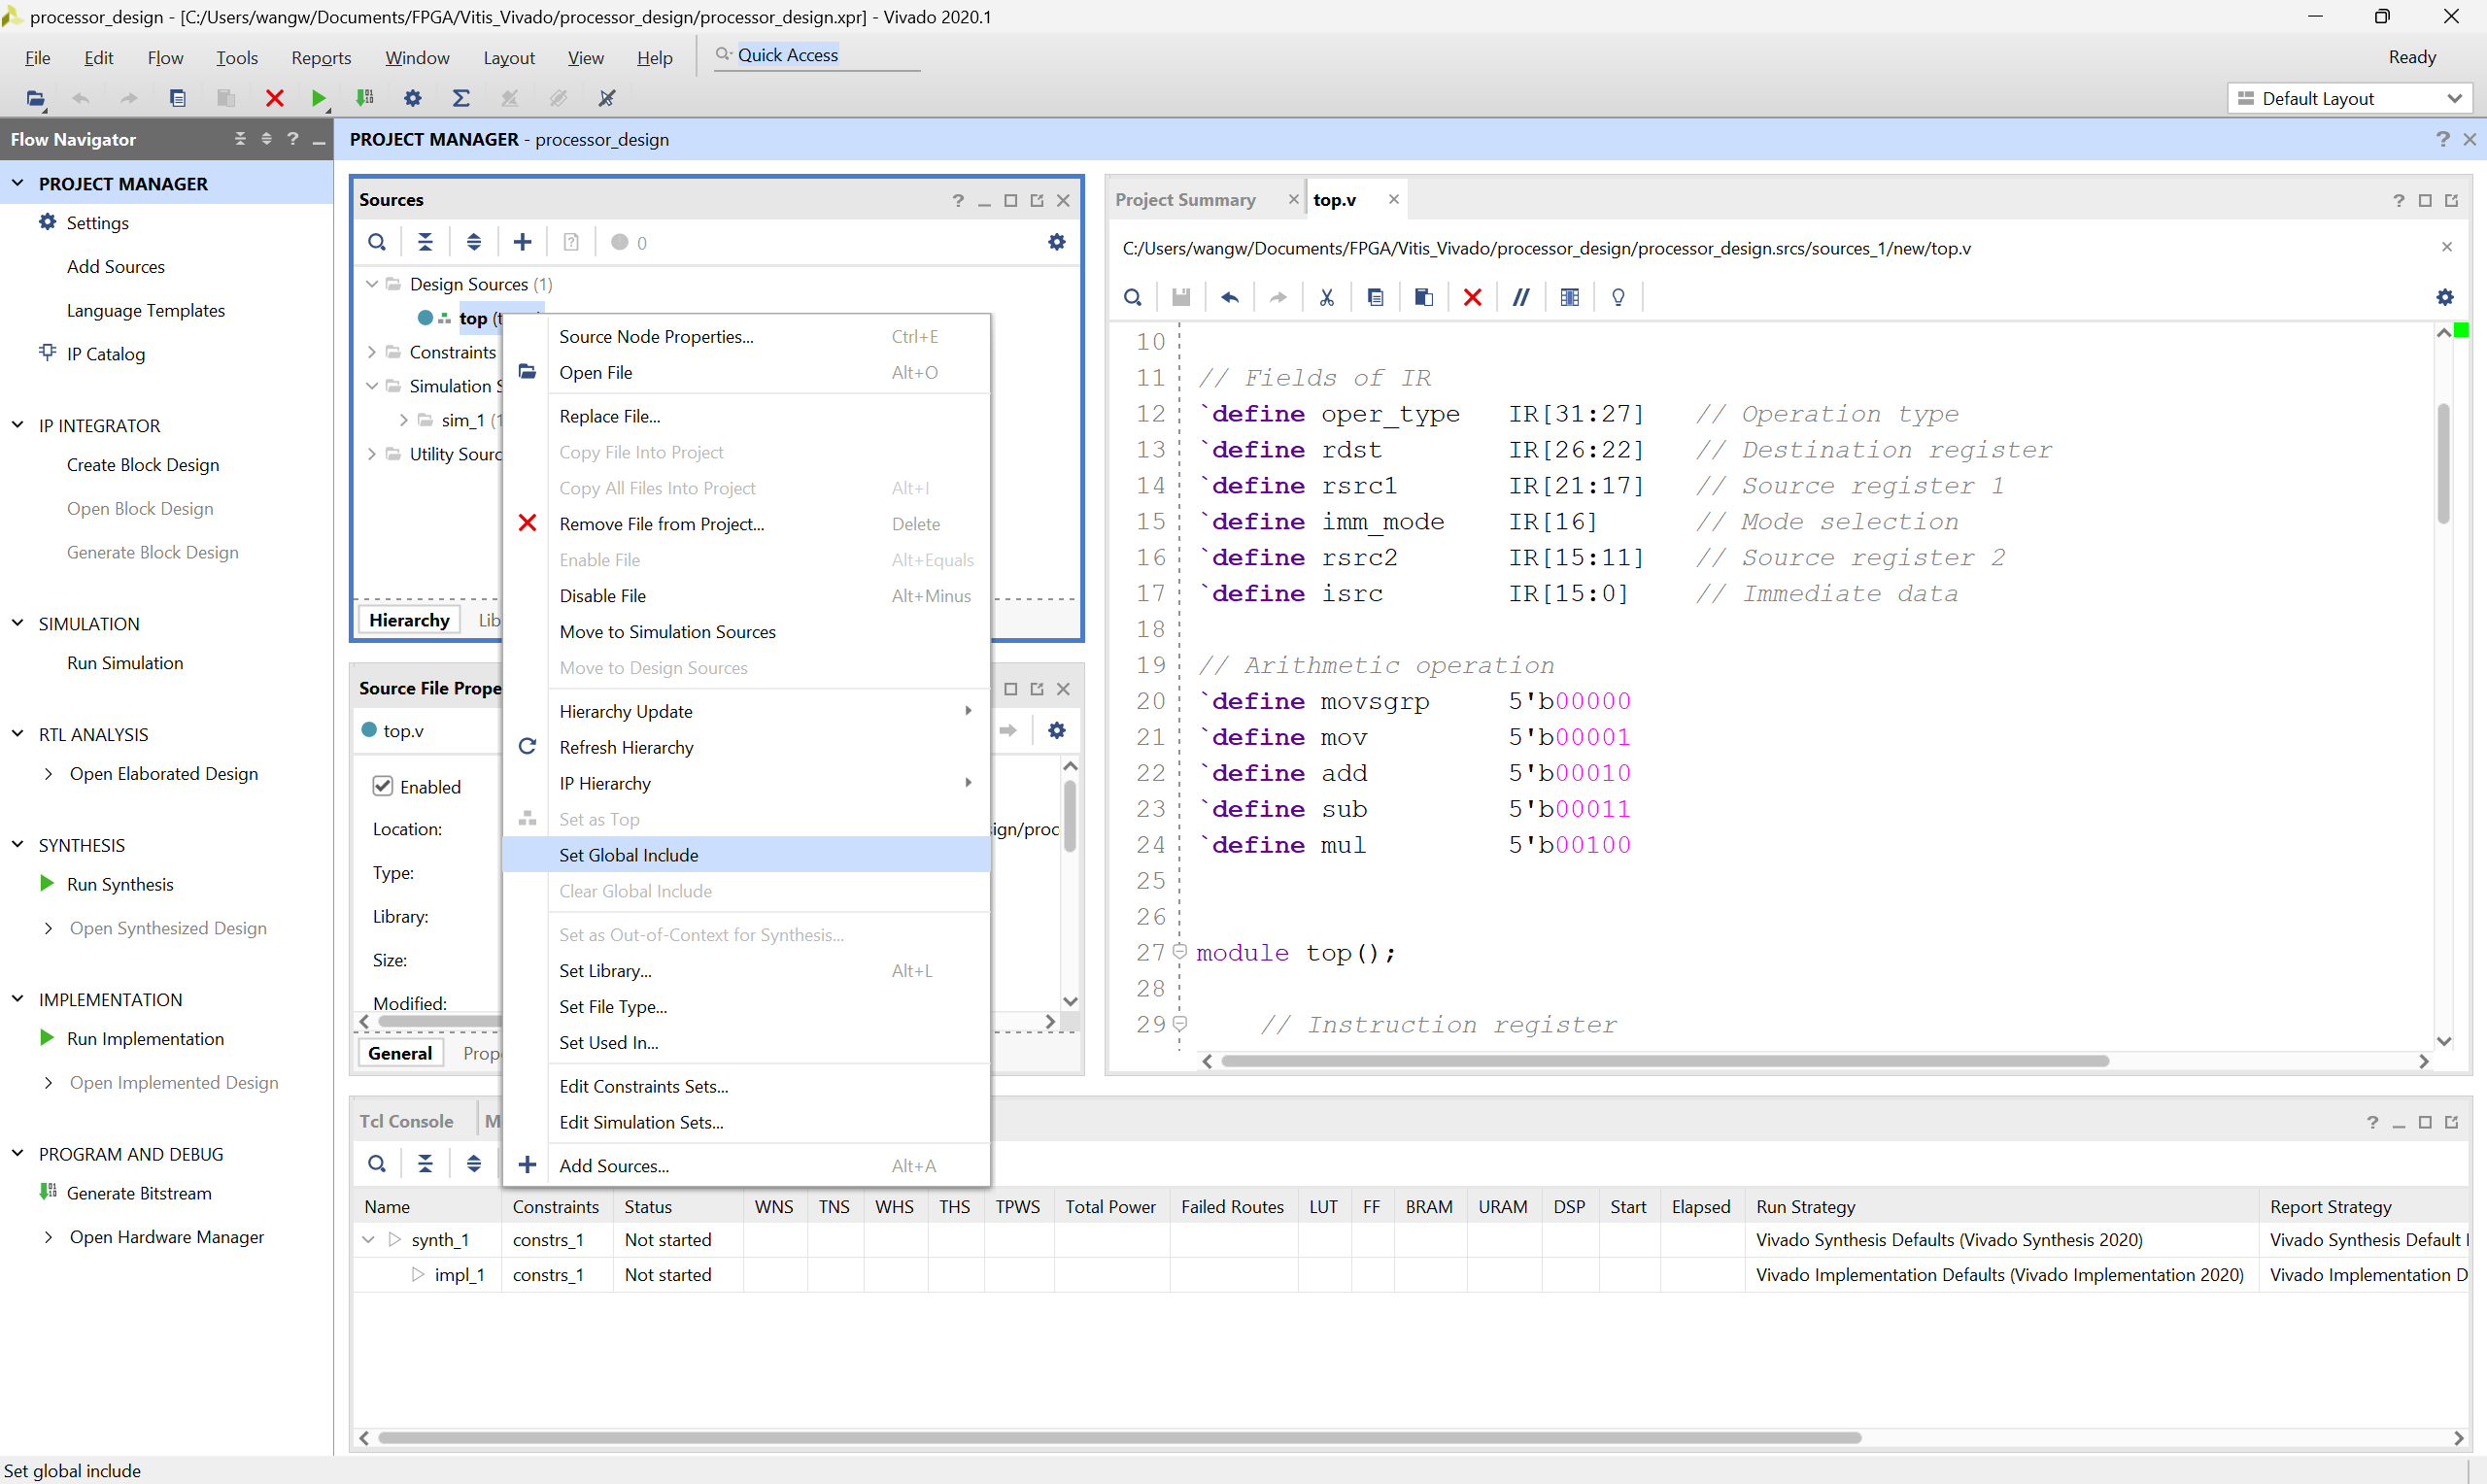 processor_design - [C:/Users/wangw/Documents/FPGA/Vitis_Vivado/processor_design/processor_design.xpr] - Vivado 2020.1
File Edit Flow Tools Reports Window Layout View Help Quick Access Ready
Default Layout
Flow Navigator
PROJECT MANAGER - processor_design
PROJECT MANAGER
Settings
Add Sources
Language Templates
IP Catalog
IP INTEGRATOR
Create Block Design
Open Block Design
Generate Block Design
SIMULATION
Run Simulation
RTL ANALYSIS
Open Elaborated Design
SYNTHESIS
Run Synthesis
Open Synthesized Design
IMPLEMENTATION
Run Implementation
Open Implemented Design
PROGRAM AND DEBUG
Generate Bitstream
Open Hardware Manager
Sources
0
Design Sources (1)
top
Constraints
Simulation S
sim_1 (1
Utility Sourc
Hierarchy Lib
Source File Prope
top.v
Enabled
Location: ign/proc
Type:
Library:
Size:
Modified:
General Prop
Source Node Properties... Ctrl+E
Open File Alt+O
Replace File...
Copy File Into Project
Copy All Files Into Project Alt+I
Remove File from Project... Delete
Enable File Alt+Equals
Disable File Alt+Minus
Move to Simulation Sources
Move to Design Sources
Hierarchy Update
Refresh Hierarchy
IP Hierarchy
Set as Top
Set Global Include
Clear Global Include
Set as Out-of-Context for Synthesis...
Set Library... Alt+L
Set File Type...
Set Used In...
Edit Constraints Sets...
Edit Simulation Sets...
Add Sources... Alt+A
Project Summary top.v
C:/Users/wangw/Documents/FPGA/Vitis_Vivado/processor_design/processor_design.srcs/sources_1/new/top.v
10
11 // Fields of IR
12 `define oper_type IR[31:27] // Operation type
13 `define rdst IR[26:22] // Destination register
14 `define rsrc1 IR[21:17] // Source register 1
15 `define imm_mode IR[16] // Mode selection
16 `define rsrc2 IR[15:11] // Source register 2
17 `define isrc IR[15:0] // Immediate data
18
19 // Arithmetic operation
20 `define movsgrp 5'b00000
21 `define mov 5'b00001
22 `define add 5'b00010
23 `define sub 5'b00011
24 `define mul 5'b00100
25
26
27 module top();
28
29 // Instruction register
Tcl Console M
Name Constraints Status WNS TNS WHS THS TPWS Total Power Failed Routes LUT FF BRAM URAM DSP Start Elapsed Run Strategy Report Strategy
synth_1 constrs_1 Not started Vivado Synthesis Defaults (Vivado Synthesis 2020) Vivado Synthesis Default
impl_1 constrs_1 Not started Vivado Implementation Defaults (Vivado Implementation 2020) Vivado Implementation D
Set global include